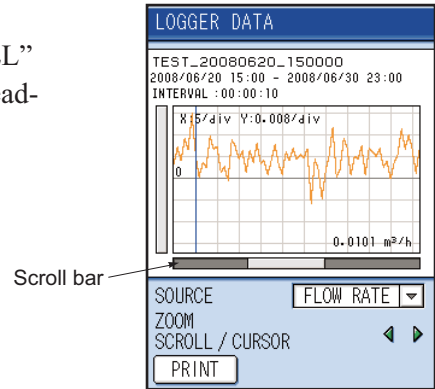 LOGGER DATA
L”
ead-
TEST_20080620_150000
2008/06/20 15:00 - 2008/06/30 23:00
INTERVAL :00:00:10
X:5/div Y:0.008/div
0
0.0101 m³/h
Scroll bar
SOURCE FLOW RATE
ZOOM
SCROLL / CURSOR
PRINT